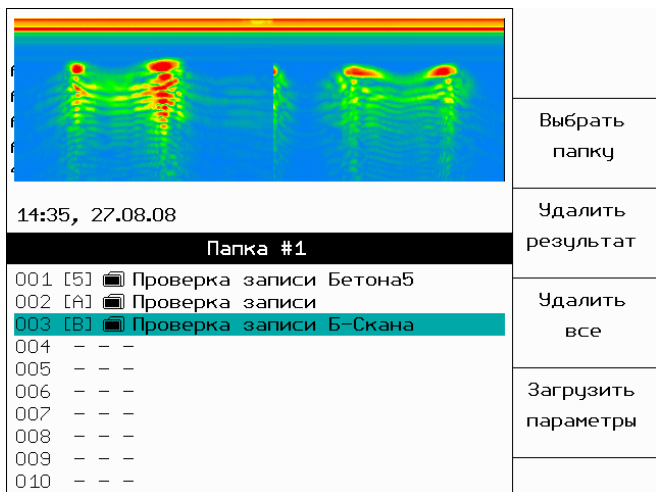 Выбрать
папку
14:35, 27.08.08
Удалить
результат
Папка #1
001 [5] Проверка записи Бетона5
002 [A] Проверка записи
003 [B] Проверка записи Б-Скана
Удалить
все
004 - - -
005 - - -
006 - - -
007 - - -
008 - - -
009 - - -
010 - - -
Загрузить
параметры